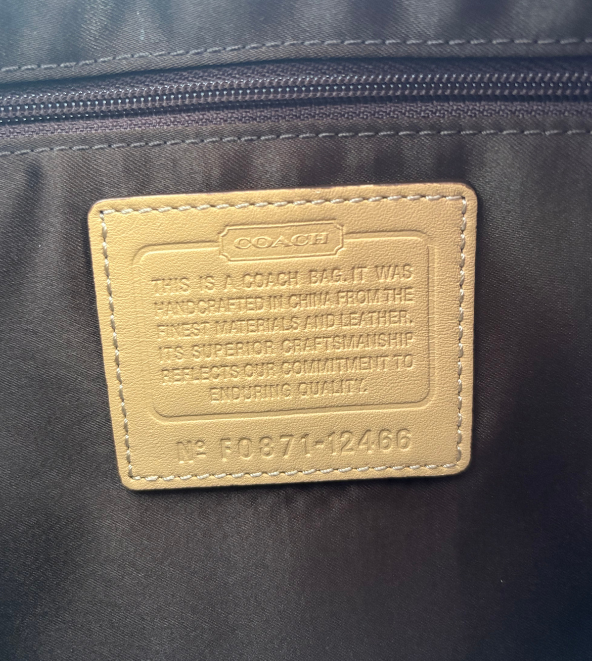 COACH
THIS IS A COACH BAG. IT WAS
HANDCRAFTED IN CHINA FROM THE
FINEST MATERIALS AND LEATHER.
ITS SUPERIOR CRAFTSMANSHIP
REFLECTS OUR COMMITMENT TO
ENDURING QUALITY.
Nº F0871-12466